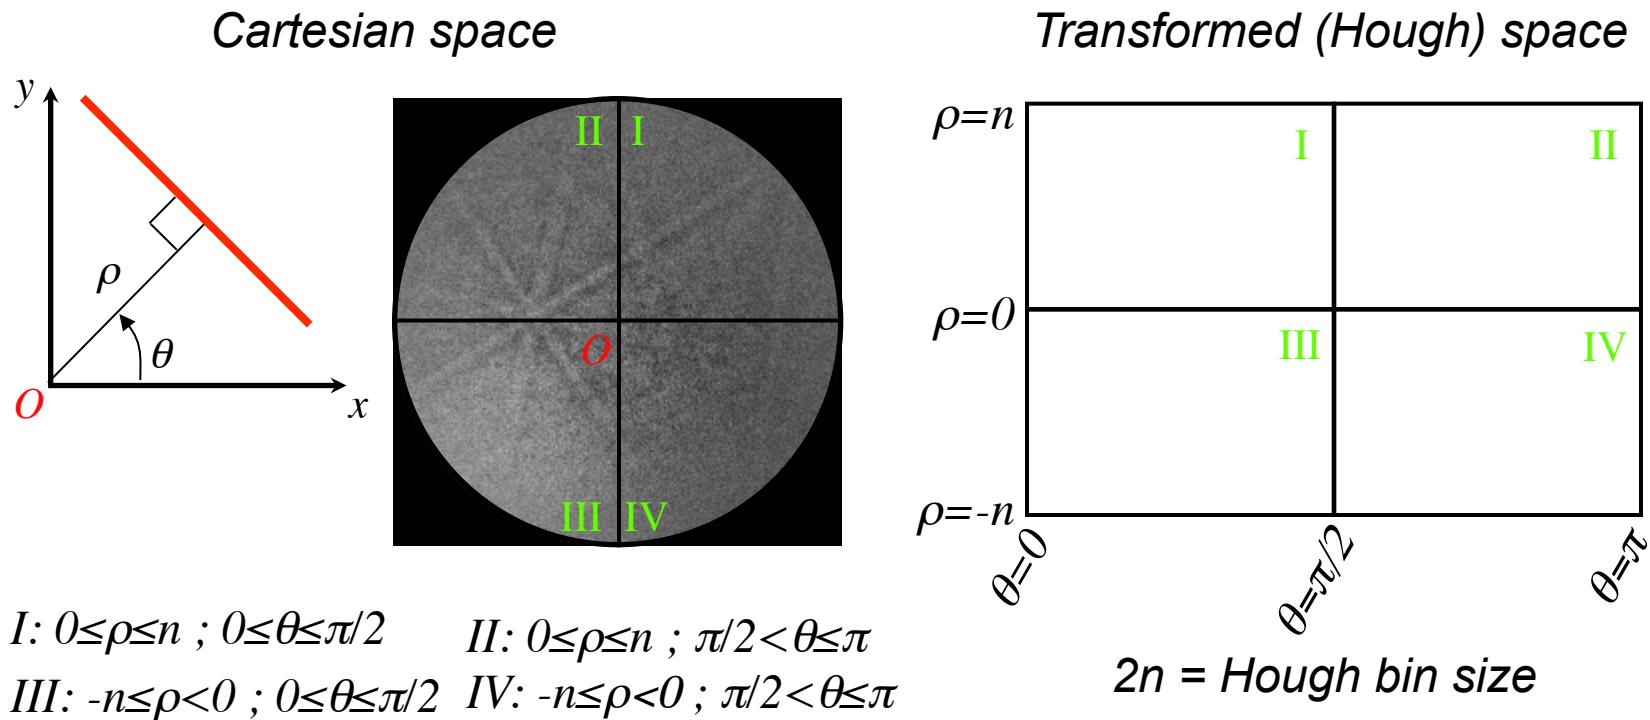 Cartesian space
Transformed (Hough) space
y
ρ
θ
O
x
II I
O
III IV
ρ=n
I
II
ρ=0
III
IV
ρ=-n
θ=0
θ=π/2
θ=π
I: 0≤ρ≤n ; 0≤θ≤π/2
II: 0≤ρ≤n ; π/2<θ≤π
III: -n≤ρ<0 ; 0≤θ≤π/2
IV: -n≤ρ<0 ; π/2<θ≤π
2n = Hough bin size